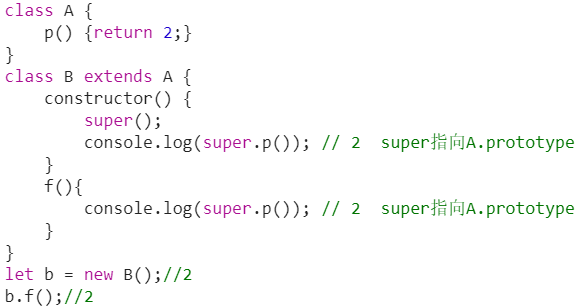 class A {
    p() {return 2;}
}
class B extends A {
    constructor() {
        super();
        console.log(super.p()); // 2  super指向A.prototype
    }
    f(){
        console.log(super.p()); // 2  super指向A.prototype
    }
}
let b = new B();//2
b.f();//2